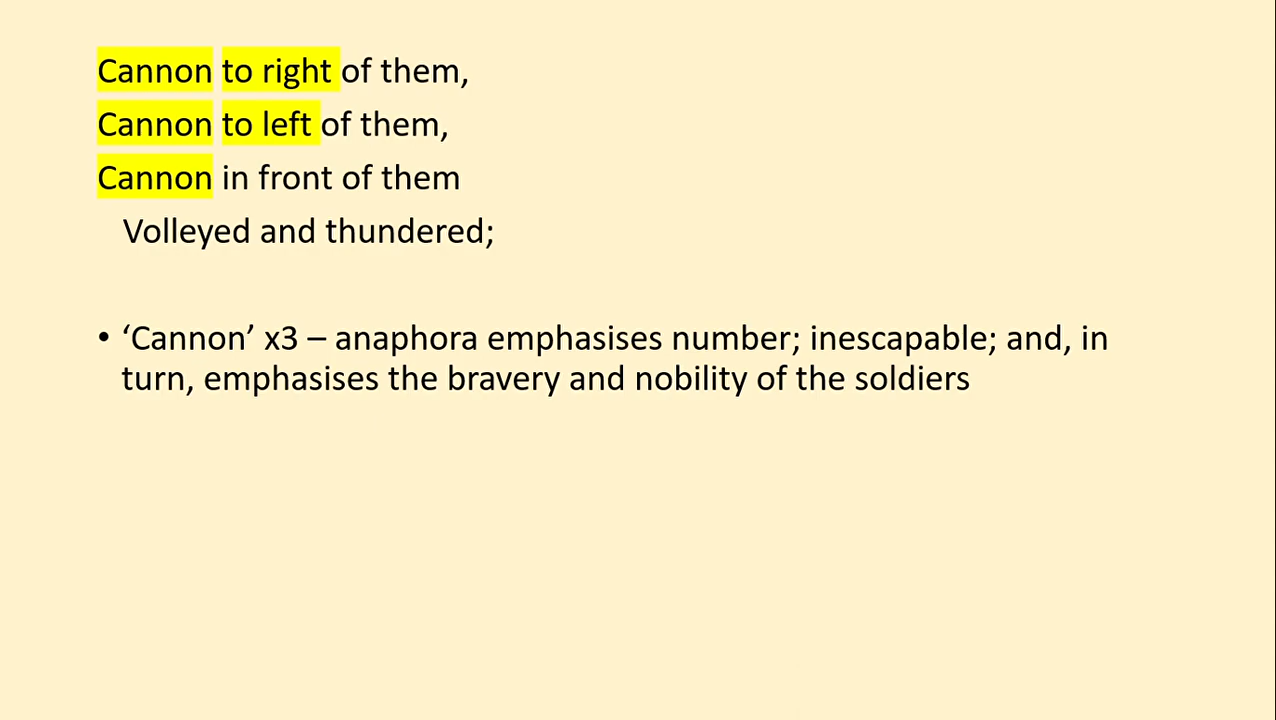 Cannon to right of them,
Cannon to left of them,
Cannon in front of them
Volleyed and thundered;
• ‘Cannon’ x3 – anaphora emphasises number; inescapable; and, in
turn, emphasises the bravery and nobility of the soldiers